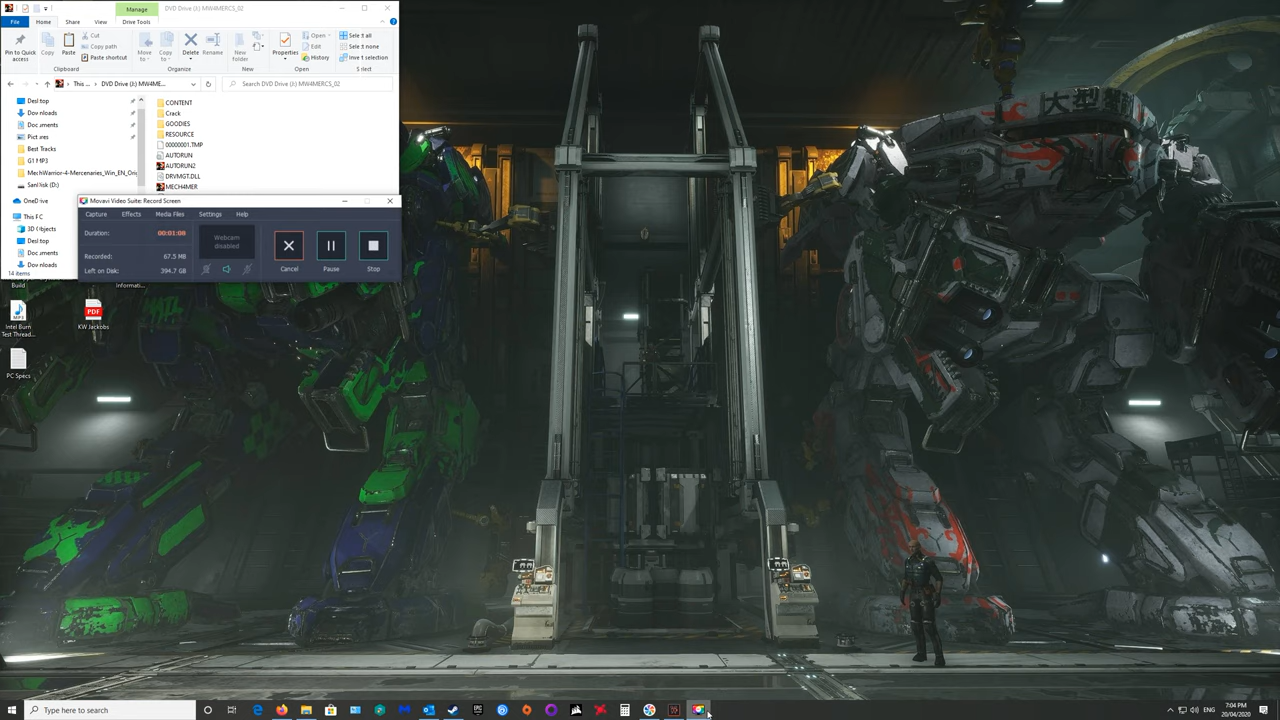 Manage
DVD Drive (J:) MW4MERCS_02
File
Home
Share
View
Drive Tools
Pin to Quick access
Copy
Paste
Cut
Copy path
Paste shortcut
Clipboard
Move to
Copy to
Delete
Rename
Organize
New folder
New
Properties
Open
Edit
History
Open
Select all
Select none
Invert selection
Select
This ...
DVD Drive (J:) MW4ME...
Search DVD Drive (J:) MW4MERCS_02
Desktop
Downloads
Documents
Pictures
Best Tracks
G1 MP3
MechWarrior-4-Mercenaries_Win_EN_Orig
SanDisk (D:)
OneDrive
This PC
3D Objects
Desktop
Documents
Downloads
14 items
CONTENT
Crack
GOODIES
RESOURCE
00000001.TMP
AUTORUN
AUTORUN2
DRVMGT.DLL
MECH4MER
Movavi Video Suite: Record Screen
Capture
Effects
Media Files
Settings
Help
Duration:
00:01:08
Recorded:
67.5 MB
Left on Disk:
394.7 GB
Webcam disabled
Cancel
Pause
Stop
Build
Informati...
Intel Burn
Test Thread...
KW Jackobs
PC Specs
大型
Type here to search
ENG
7:04 PM
20/04/2020